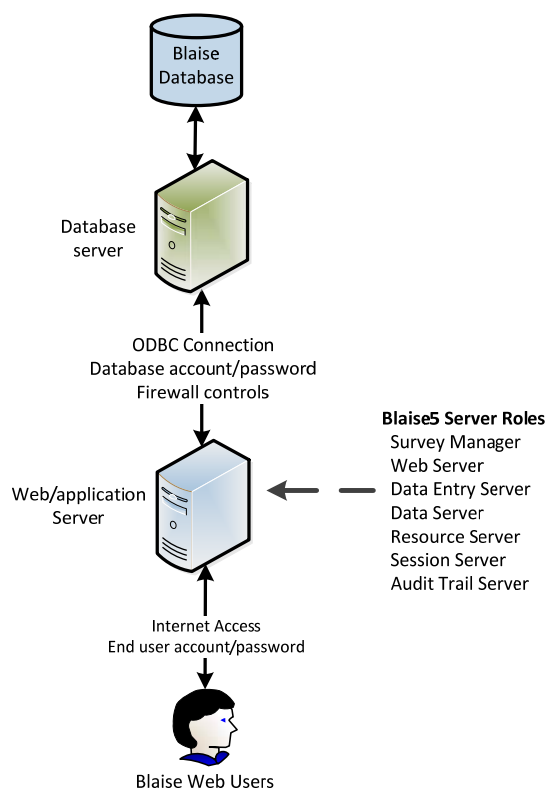 Blaise
Database
Database
server
ODBC Connection
Database account/password
Firewall controls
Blaise5 Server Roles
Survey Manager
Web Server
Data Entry Server
Data Server
Resource Server
Session Server
Audit Trail Server
Web/application
Server
Internet Access
End user account/password
Blaise Web Users